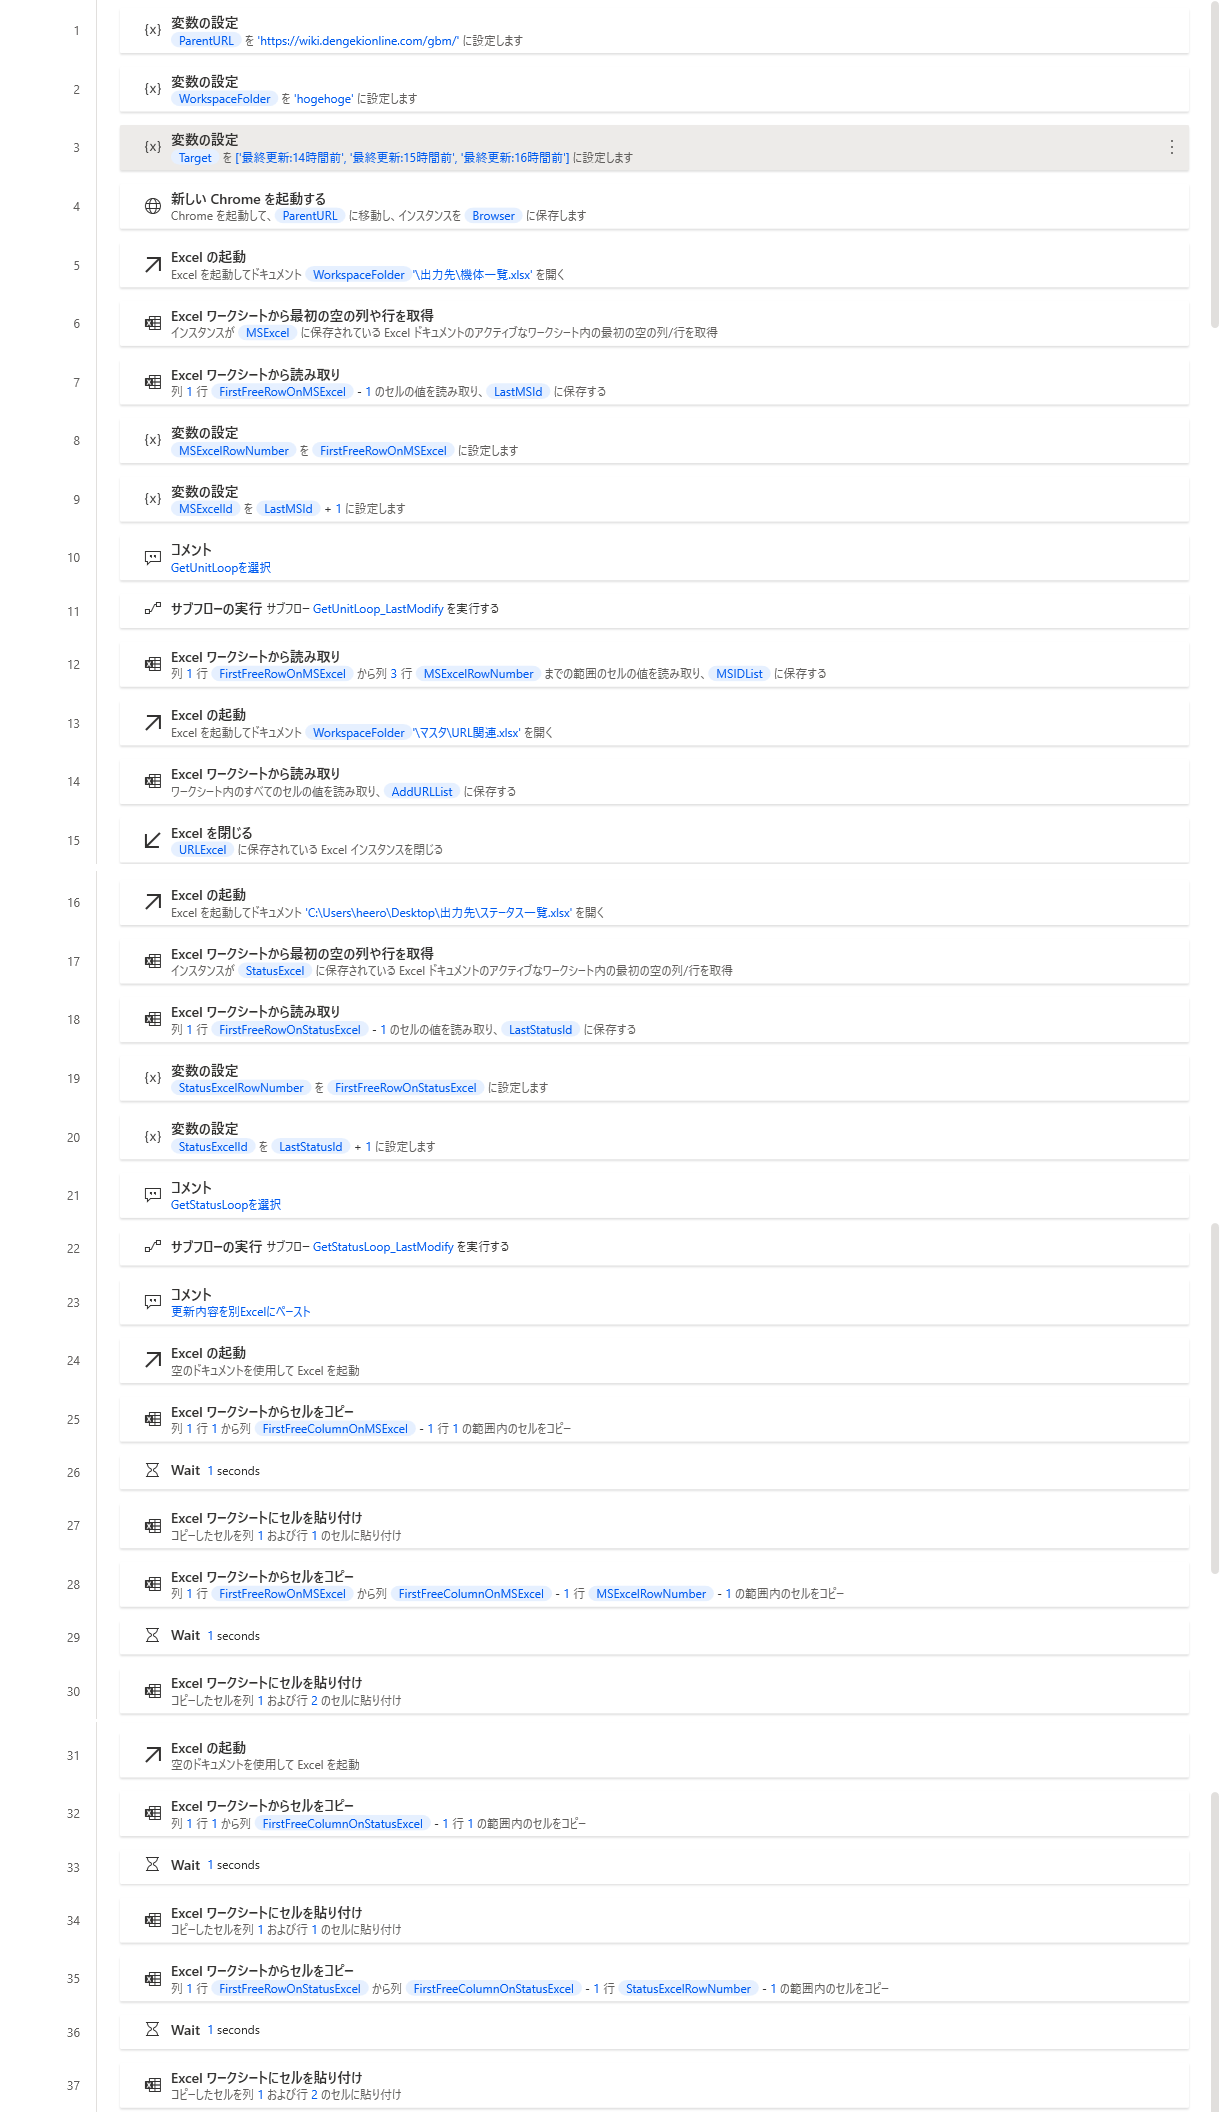 1
{x} 変数の設定
ParentURL を 'https://wiki.dengekionline.com/gbm/' に設定します
2
{x} 変数の設定
WorkspaceFolder を 'hogehoge' に設定します
3
{x} 変数の設定
Target を ['最終更新:14時間前', '最終更新:15時間前', '最終更新:16時間前'] に設定します
4
新しい Chrome を起動する
Chrome を起動して、 ParentURL に移動し、インスタンスを Browser に保存します
5
Excel の起動
Excel を起動してドキュメント WorkspaceFolder '\出力先\機体一覧.xlsx' を開く
6
Excel ワークシートから最初の空の列や行を取得
インスタンスが MSExcel に保存されている Excel ドキュメントのアクティブなワークシート内の最初の空の列/行を取得
7
Excel ワークシートから読み取り
列 1 行 FirstFreeRowOnMSExcel - 1 のセルの値を読み取り、 LastMSId に保存する
8
{x} 変数の設定
MSExcelRowNumber を FirstFreeRowOnMSExcel に設定します
9
{x} 変数の設定
MSExcelId を LastMSId + 1 に設定します
10
コメント
GetUnitLoopを選択
11
サブフローの実行 サブフロー GetUnitLoop_LastModify を実行する
12
Excel ワークシートから読み取り
列 1 行 FirstFreeRowOnMSExcel から列 3 行 MSExcelRowNumber までの範囲のセルの値を読み取り、 MSIDList に保存する
13
Excel の起動
Excel を起動してドキュメント WorkspaceFolder '\マスタ\URL関連.xlsx' を開く
14
Excel ワークシートから読み取り
ワークシート内のすべてのセルの値を読み取り、 AddURLList に保存する
15
Excel を閉じる
URLExcel に保存されている Excel インスタンスを閉じる
16
Excel の起動
Excel を起動してドキュメント 'C:\Users\heero\Desktop\出力先\ステータス一覧.xlsx' を開く
17
Excel ワークシートから最初の空の列や行を取得
インスタンスが StatusExcel に保存されている Excel ドキュメントのアクティブなワークシート内の最初の空の列/行を取得
18
Excel ワークシートから読み取り
列 1 行 FirstFreeRowOnStatusExcel - 1 のセルの値を読み取り、 LastStatusId に保存する
19
{x} 変数の設定
StatusExcelRowNumber を FirstFreeRowOnStatusExcel に設定します
20
{x} 変数の設定
StatusExcelId を LastStatusId + 1 に設定します
21
コメント
GetStatusLoopを選択
22
サブフローの実行 サブフロー GetStatusLoop_LastModify を実行する
23
コメント
更新内容を別Excelにペースト
24
Excel の起動
空のドキュメントを使用して Excel を起動
25
Excel ワークシートからセルをコピー
列 1 行 1 から列 FirstFreeColumnOnMSExcel - 1 行 1 の範囲内のセルをコピー
26
Wait 1 seconds
27
Excel ワークシートにセルを貼り付け
コピーしたセルを列 1 および行 1 のセルに貼り付け
28
Excel ワークシートからセルをコピー
列 1 行 FirstFreeRowOnMSExcel から列 FirstFreeColumnOnMSExcel - 1 行 MSExcelRowNumber - 1 の範囲内のセルをコピー
29
Wait 1 seconds
30
Excel ワークシートにセルを貼り付け
コピーしたセルを列 1 および行 2 のセルに貼り付け
31
Excel の起動
空のドキュメントを使用して Excel を起動
32
Excel ワークシートからセルをコピー
列 1 行 1 から列 FirstFreeColumnOnStatusExcel - 1 行 1 の範囲内のセルをコピー
33
Wait 1 seconds
34
Excel ワークシートにセルを貼り付け
コピーしたセルを列 1 および行 1 のセルに貼り付け
35
Excel ワークシートからセルをコピー
列 1 行 FirstFreeRowOnStatusExcel から列 FirstFreeColumnOnStatusExcel - 1 行 StatusExcelRowNumber - 1 の範囲内のセルをコピー
36
Wait 1 seconds
37
Excel ワークシートにセルを貼り付け
コピーしたセルを列 1 および行 2 のセルに貼り付け